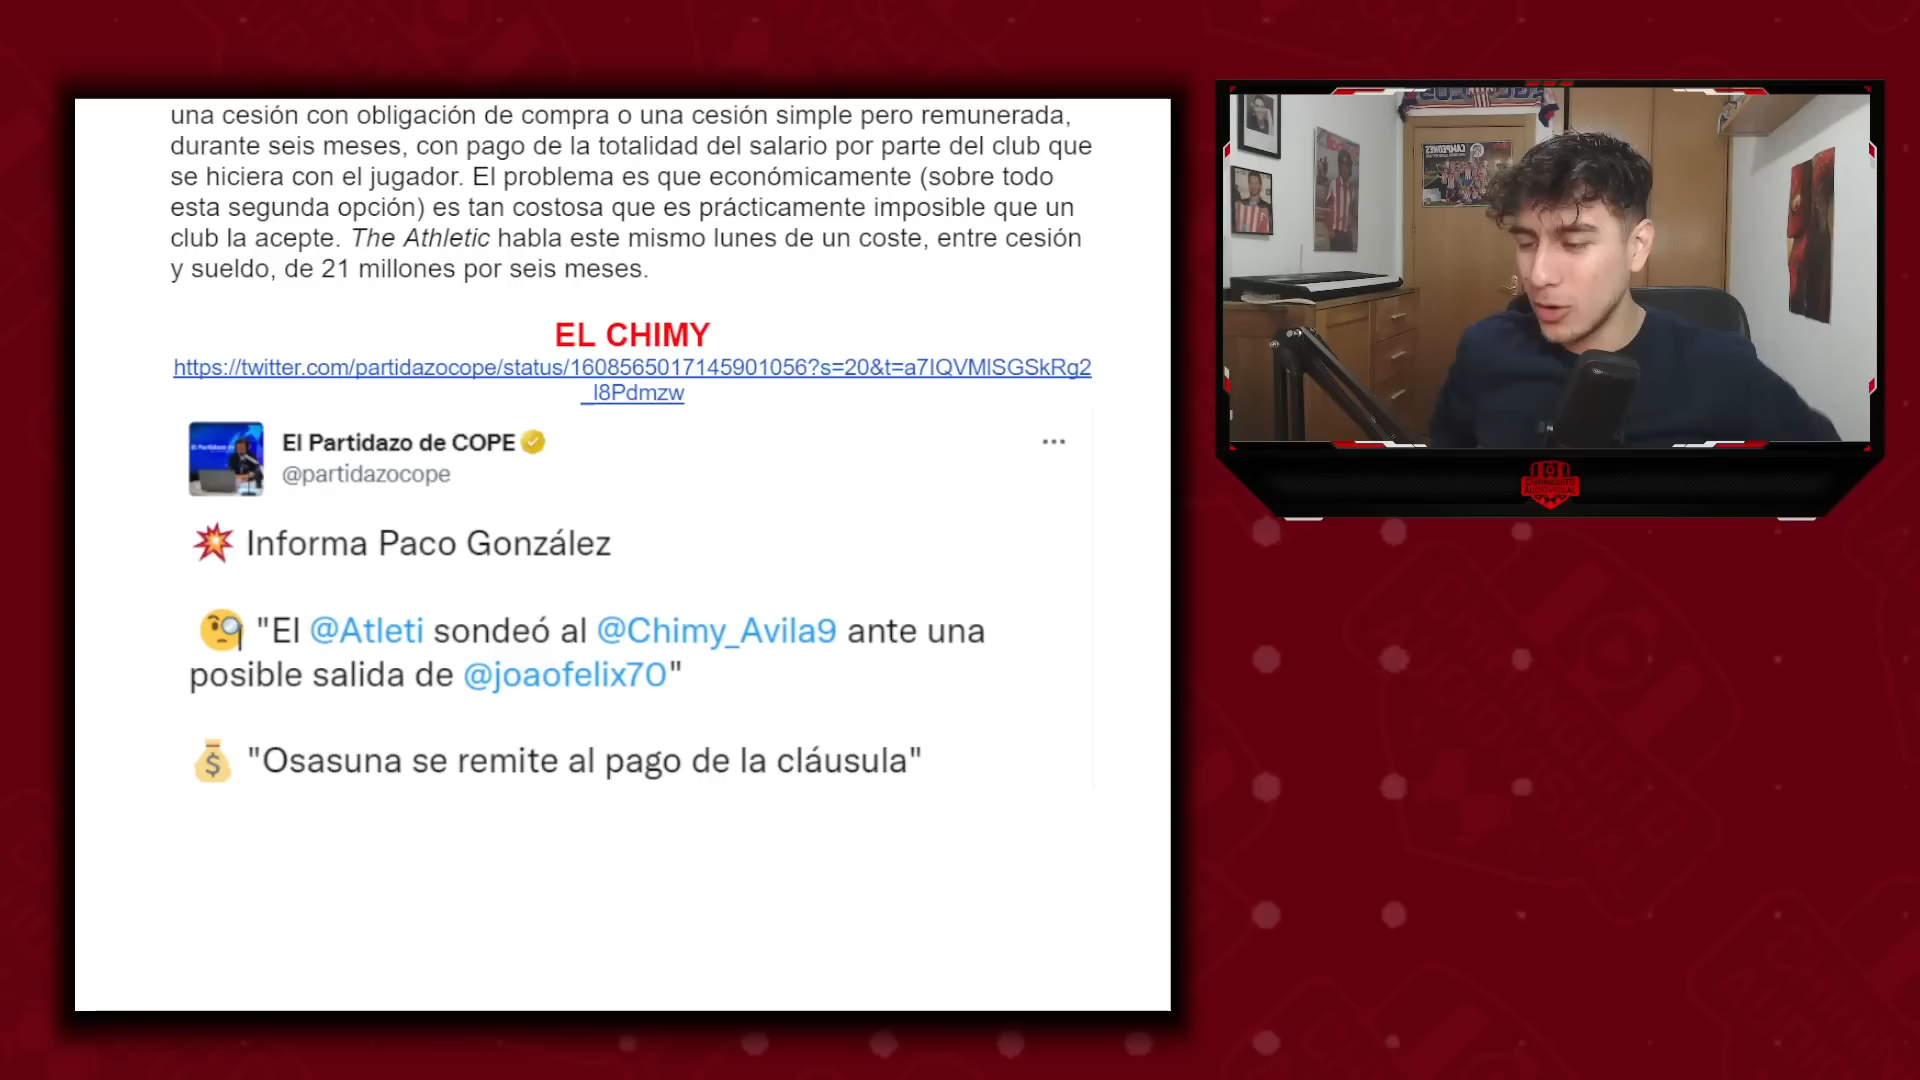 una cesión con obligación de compra o una cesión simple pero remunerada,
durante seis meses, con pago de la totalidad del salario por parte del club que
se hiciera con el jugador. El problema es que económicamente (sobre todo
esta segunda opción) es tan costosa que es prácticamente imposible que un
club la acepte. The Athletic habla este mismo lunes de un coste, entre cesión
y sueldo, de 21 millones por seis meses.
EL CHIMY
https://twitter.com/partidazocope/status/1608565017145901056?s=20&t=a7IQVMlSGSkRg2
_l8Pdmzw
El Partidazo de COPE
@partidazocope
💥 Informa Paco González
🧐 "El @Atleti sondeó al @Chimy_Avila9 ante una
posible salida de @joaofelix70"
💰 "Osasuna se remite al pago de la cláusula"
CAMPEONES
CHIRINGUITO
AUDIOVISUAL